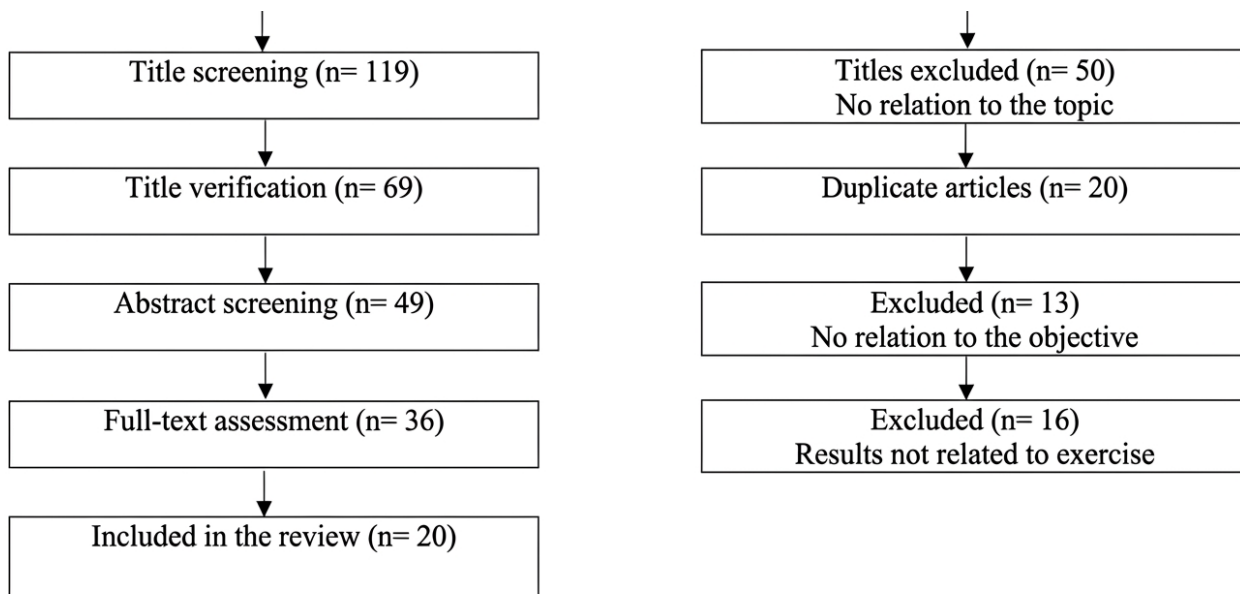 Title screening (n= 119)
Title verification (n= 69)
Abstract screening (n= 49)
Full-text assessment (n= 36)
Included in the review (n= 20)
Titles excluded (n= 50)
No relation to the topic
Duplicate articles (n= 20)
Excluded (n= 13)
No relation to the objective
Excluded (n= 16)
Results not related to exercise